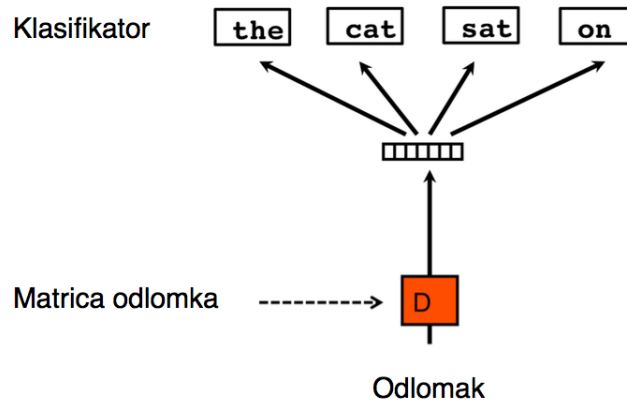 Klasifikator the cat sat on
Matrica odlomka D
Odlomak